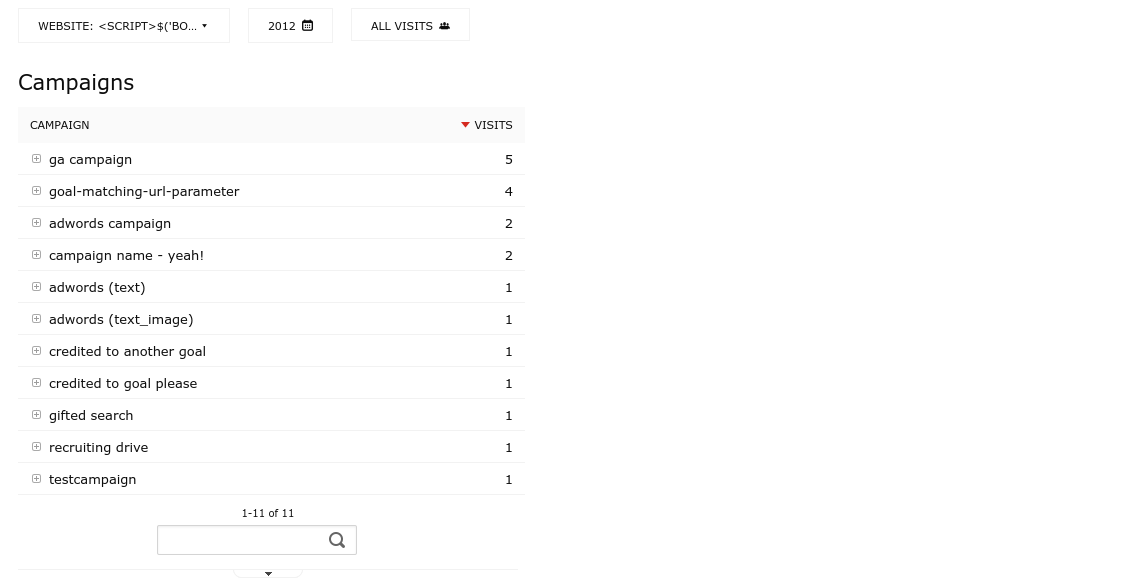 WEBSITE: <SCRIPT>$('BO... 2012 ALL VISITS
Campaigns
CAMPAIGN VISITS
ga campaign 5
goal-matching-url-parameter 4
adwords campaign 2
campaign name - yeah! 2
adwords (text) 1
adwords (text_image) 1
credited to another goal 1
credited to goal please 1
gifted search 1
recruiting drive 1
testcampaign 1
1-11 of 11